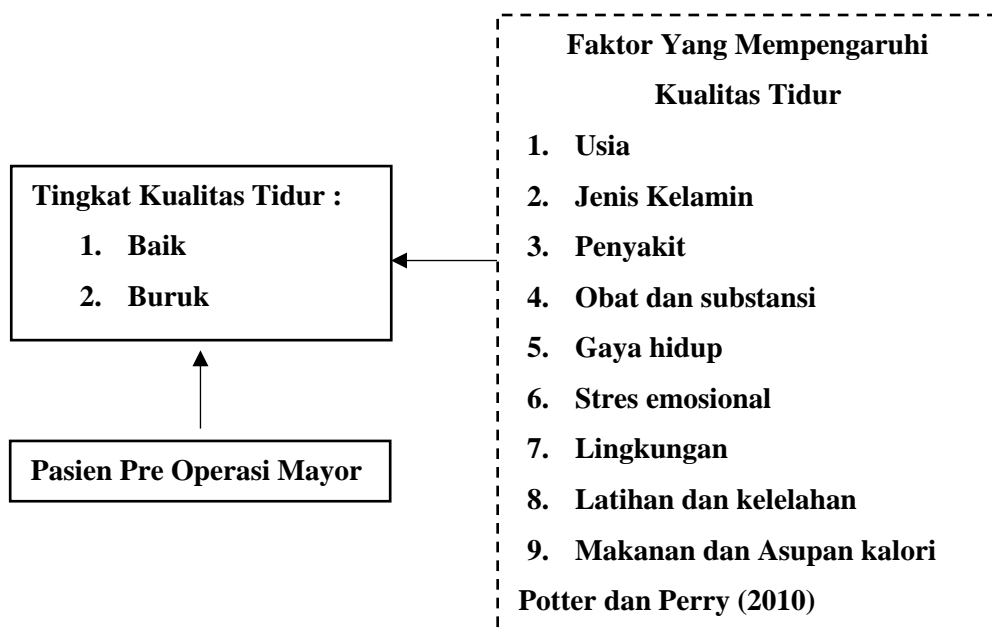 Tingkat Kualitas Tidur :
1. Baik
2. Buruk
Pasien Pre Operasi Mayor
Faktor Yang Mempengaruhi
Kualitas Tidur
1. Usia
2. Jenis Kelamin
3. Penyakit
4. Obat dan substansi
5. Gaya hidup
6. Stres emosional
7. Lingkungan
8. Latihan dan kelelahan
9. Makanan dan Asupan kalori
Potter dan Perry (2010)